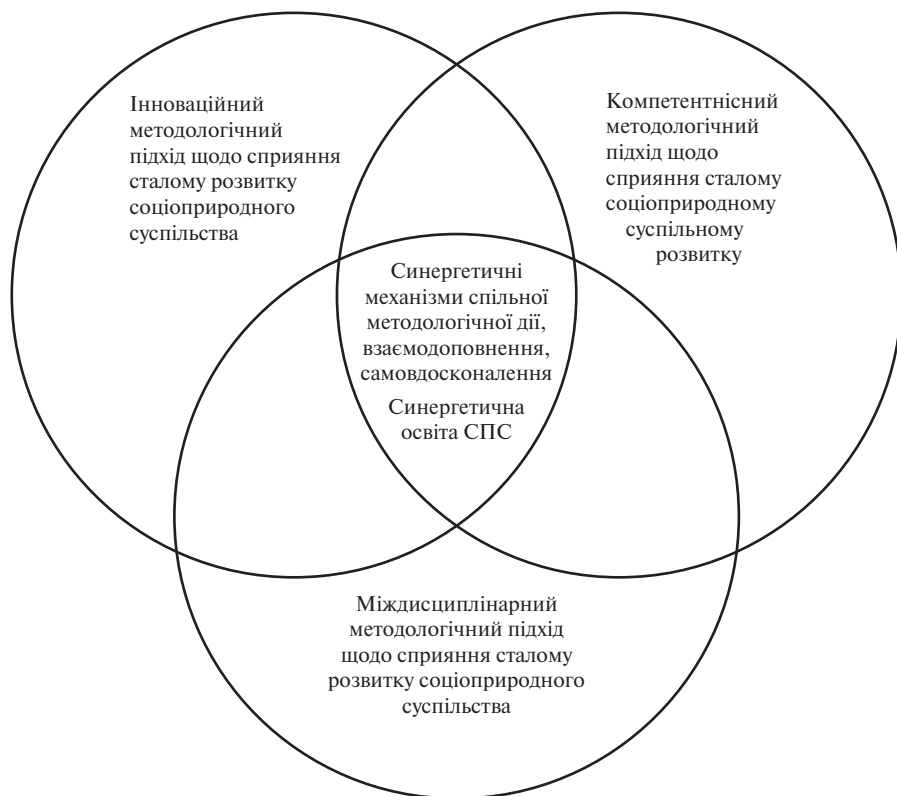 Інноваційний
методологічний
підхід щодо сприяння
сталому розвитку
соціоприродного
суспільства
Компетентнісний
методологічний
підхід щодо
сприяння сталому
соціоприродному
суспільному
розвитку
Синергетичні
механізми спільної
методологічної дії,
взаємодоповнення,
самовдосконалення
Синергетична
освіта СПС
Міждисциплінарний
методологічний підхід
щодо сприяння сталому
розвитку соціоприродного
суспільства